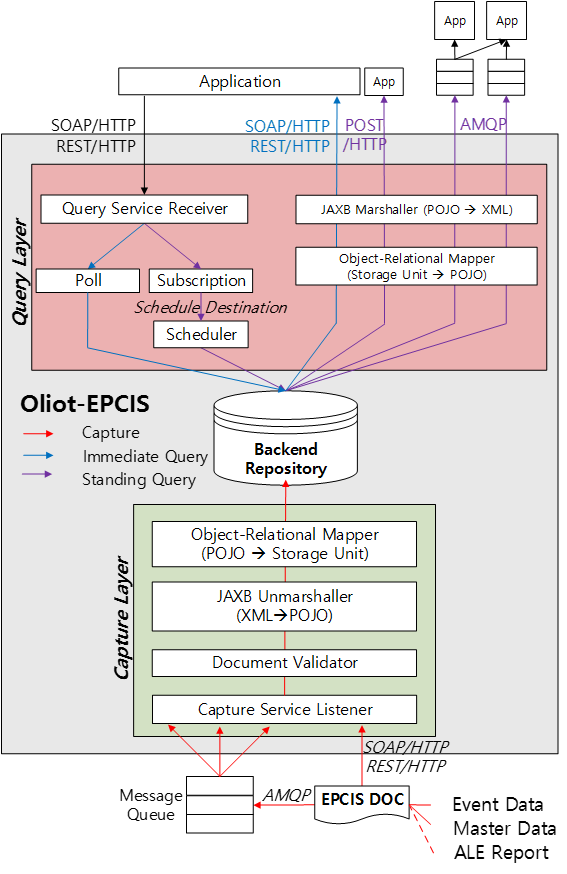 App
App
Application
App
SOAP/HTTP
REST/HTTP
SOAP/HTTP
REST/HTTP
POST
/HTTP
AMQP
Query Layer
Query Service Receiver
JAXB Marshaller (POJO → XML)
Object-Relational Mapper
(Storage Unit → POJO)
Poll
Subscription
Schedule Destination
Scheduler
Oliot-EPCIS
Capture
Immediate Query
Standing Query
Backend
Repository
Capture Layer
Object-Relational Mapper
(POJO → Storage Unit)
JAXB Unmarshaller
(XML→POJO)
Document Validator
Capture Service Listener
SOAP/HTTP
REST/HTTP
Message
Queue
AMQP
EPCIS DOC
Event Data
Master Data
ALE Report